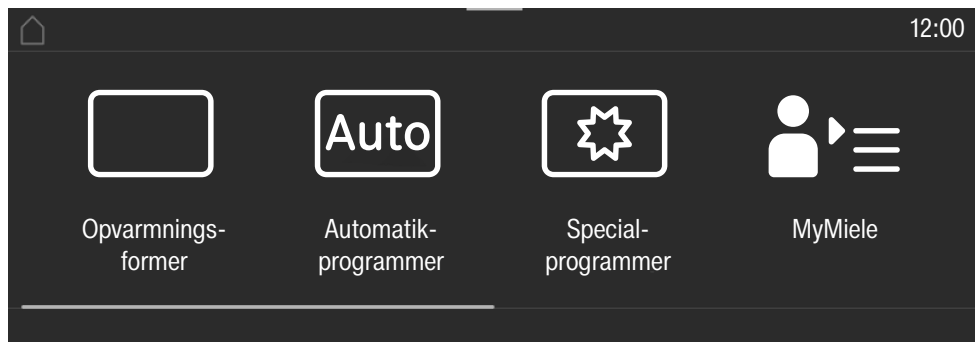 12:00
Auto
Opvarmnings-
former
Automatik-
programmer
Special-
programmer
MyMiele